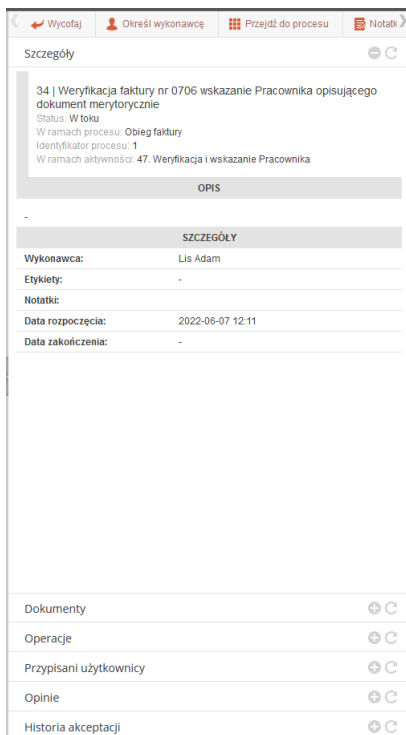 Wycofaj Określ wykonawcę Przejdź do procesu Notatk
Szczegóły
34 | Weryfikacja faktury nr 0706 wskazanie Pracownika opisującego
dokument merytorycznie
Status: W toku
W ramach procesu: Obieg faktury
Identyfikator procesu: 1
W ramach aktywności: 47. Weryfikacja i wskazanie Pracownika
OPIS
-
SZCZEGÓŁY
Wykonawca: Lis Adam
Etykiety: -
Notatki:
Data rozpoczęcia: 2022-06-07 12:11
Data zakończenia: -
Dokumenty
Operacje
Przypisani użytkownicy
Opinie
Historia akceptacji